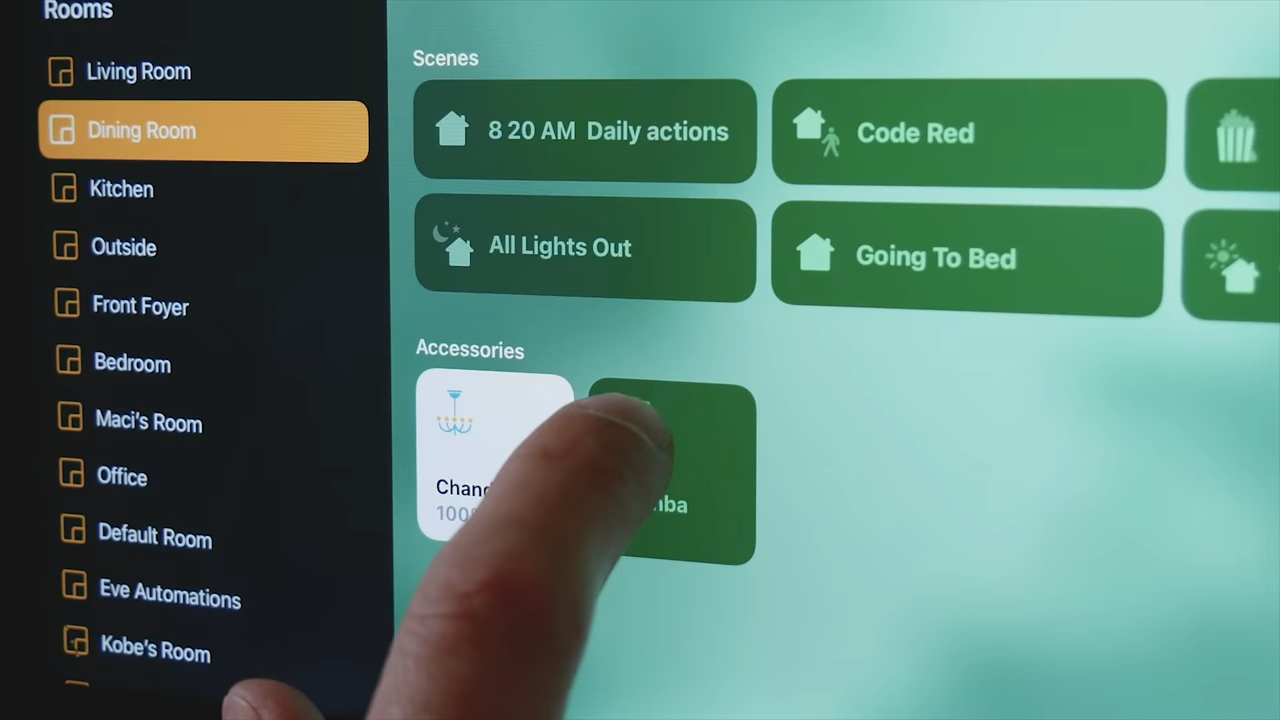 Rooms
Living Room
Dining Room
Kitchen
Outside
Front Foyer
Bedroom
Maci's Room
Office
Default Room
Eve Automations
Kobe's Room
Scenes
8 20 AM Daily actions
Code Red
All Lights Out
Going To Bed
Accessories